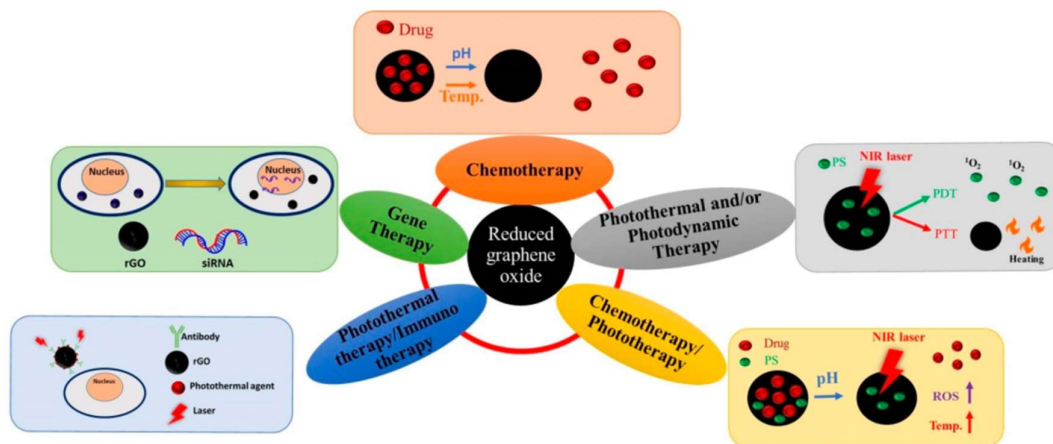 Drug
pH
Temp.
Chemotherapy
Nucleus
Nucleus
rGO
siRNA
Gene
Therapy
Reduced
graphene
oxide
Photothermal and/or
Photodynamic
Therapy
PS
NIR laser
¹O₂
¹O₂
PDT
PTT
Heating
Photothermal
therapy/Immuno
therapy
Antibody
rGO
Nucleus
Photothermal agent
Laser
Chemotherapy/
Phototherapy
Drug
PS
NIR laser
pH
ROS
Temp.